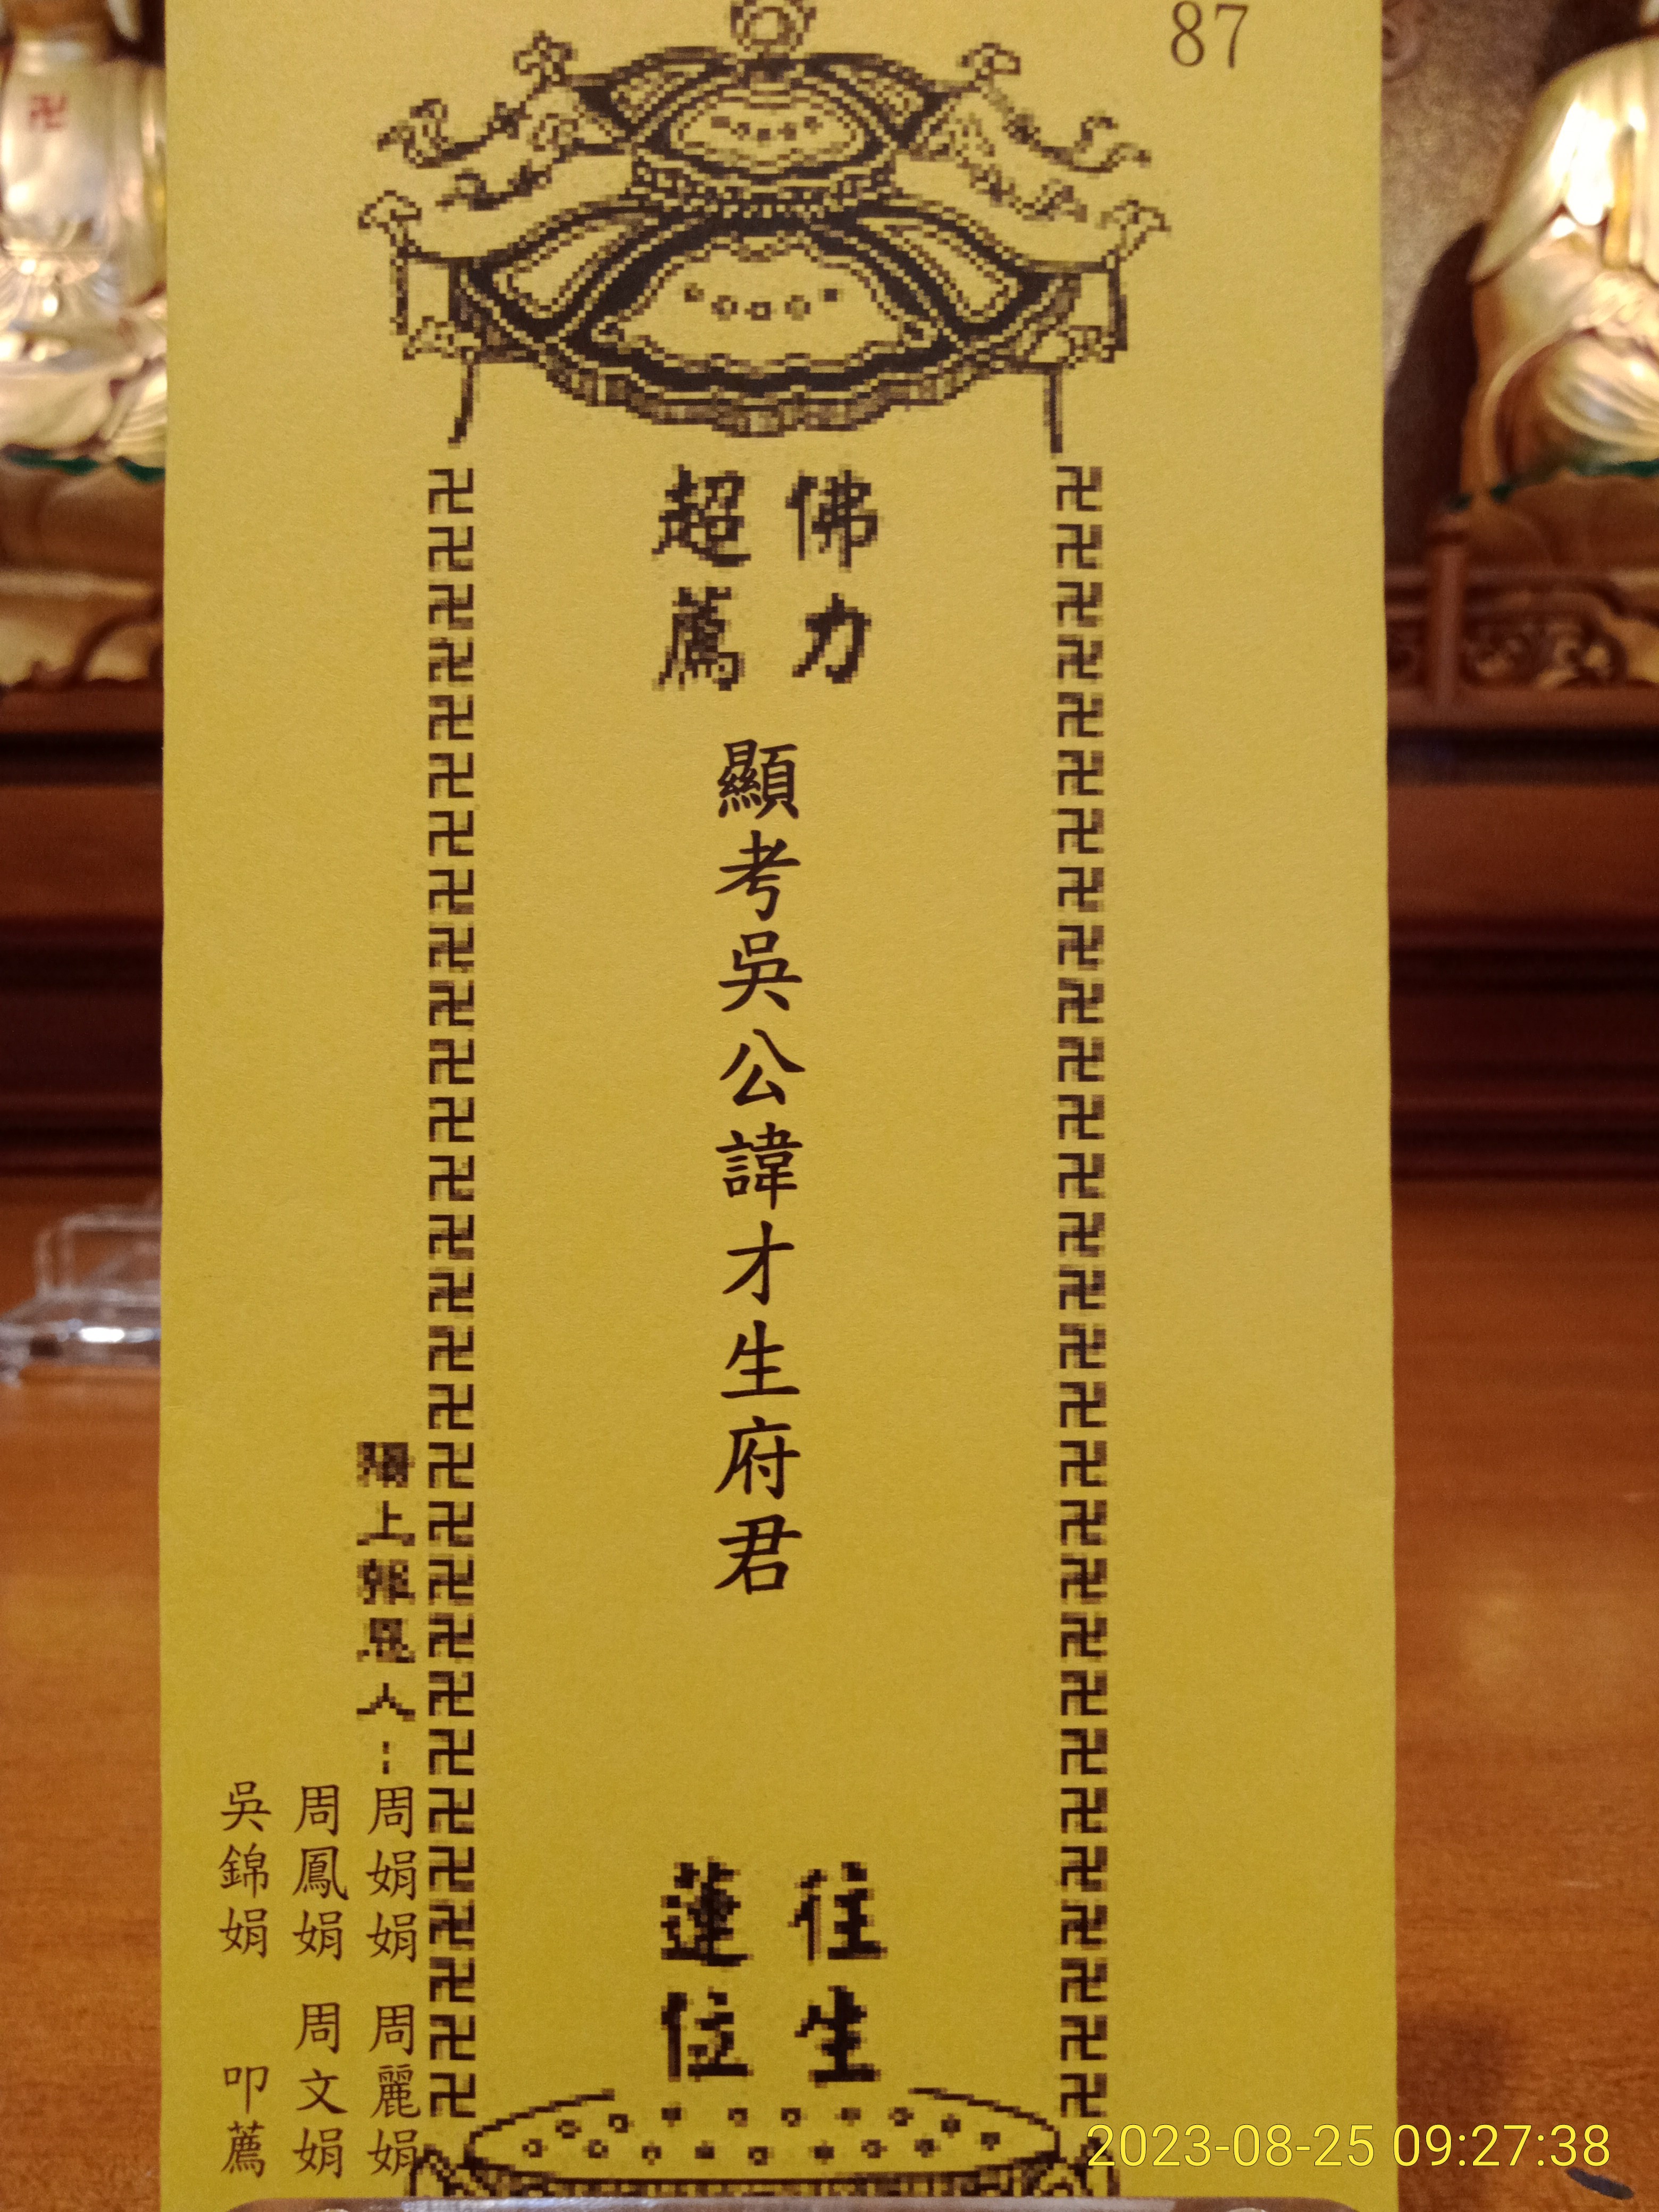 87
佛力
超薦
顯考吳公諱才生府君
往生
蓮位
陽上報恩人：
周娟娟 周麗娟
周鳳娟 周文娟
吳錦娟 叩薦
2023-08-25 09:27:38